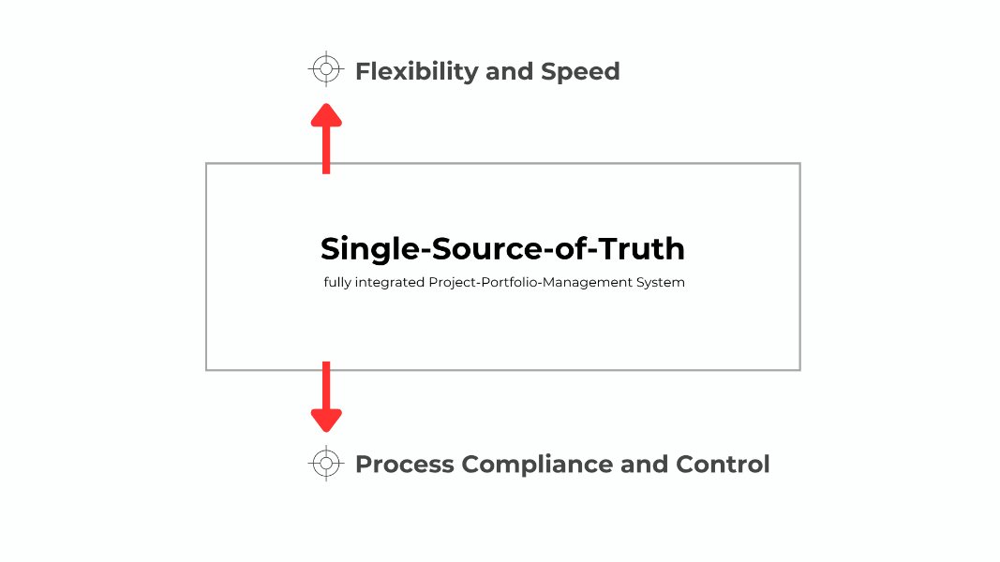 Flexibility and Speed
Single-Source-of-Truth
fully integrated Project-Portfolio-Management System
Process Compliance and Control